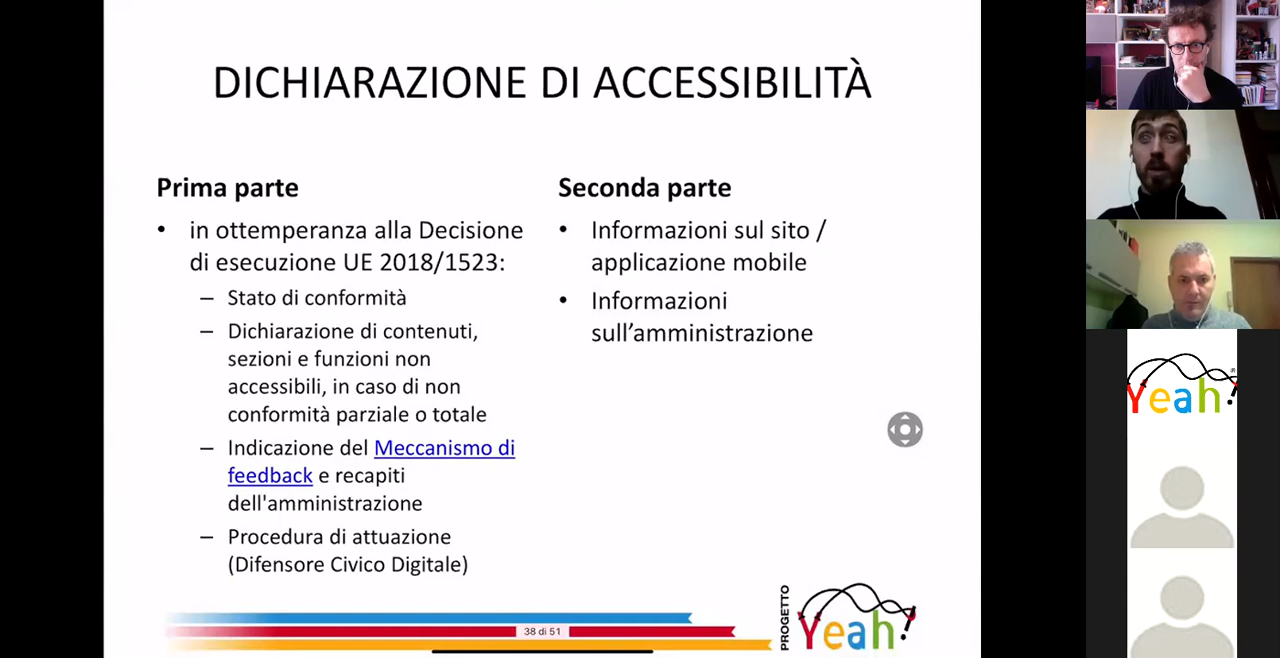 DICHIARAZIONE DI ACCESSIBILITÀ
Prima parte
• in ottemperanza alla Decisione
di esecuzione UE 2018/1523:
– Stato di conformità
– Dichiarazione di contenuti,
sezioni e funzioni non
accessibili, in caso di non
conformità parziale o totale
– Indicazione del Meccanismo di
feedback e recapiti
dell'amministrazione
– Procedura di attuazione
(Difensore Civico Digitale)
Seconda parte
• Informazioni sul sito /
applicazione mobile
• Informazioni
sull’amministrazione
38 di 51
PROGETTO
Yeah!
Yeah!®